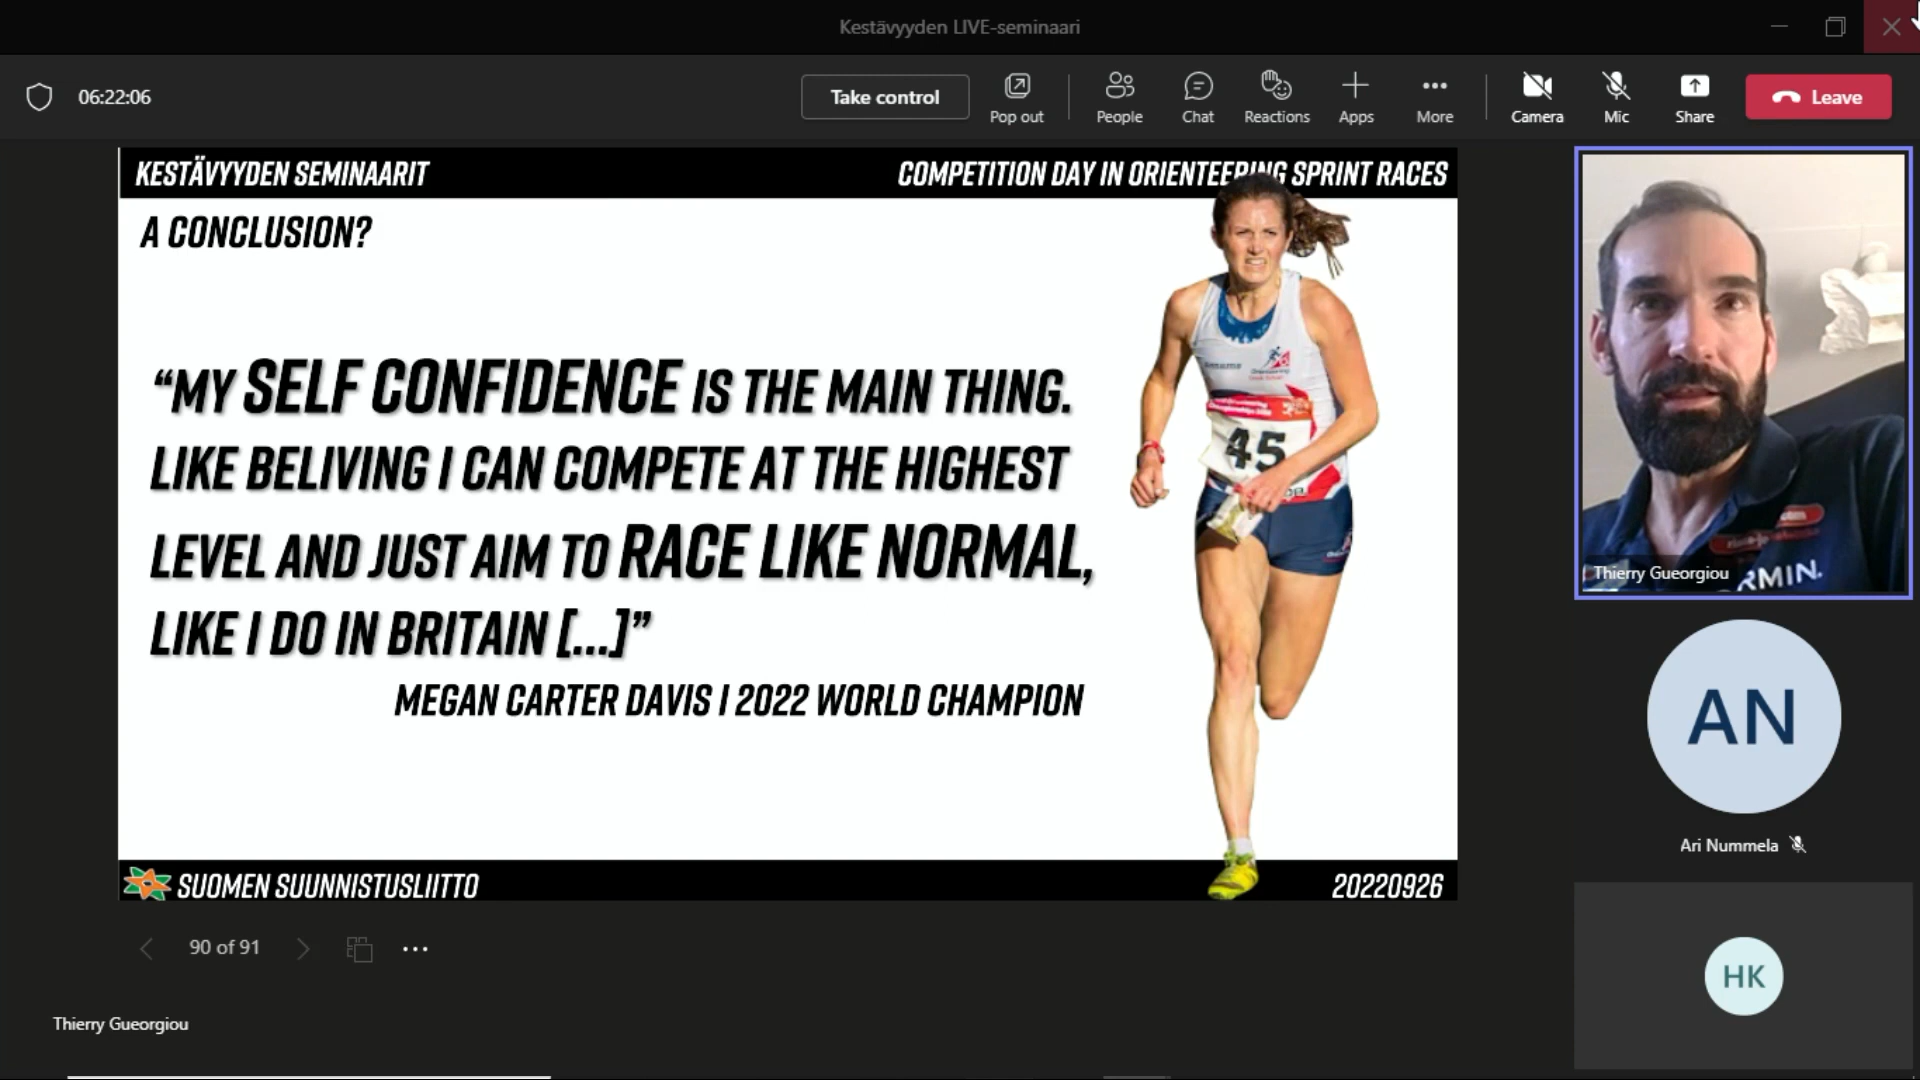 Kestävyyden LIVE-seminaari
06:22:06
Take control
Pop out
People
Chat
Reactions
Apps
More
Camera
Mic
Share
Leave
KESTÄVYYDEN SEMINAARIT
COMPETITION DAY IN ORIENTEERING SPRINT RACES
A CONCLUSION?
“MY SELF CONFIDENCE IS THE MAIN THING.
LIKE BELIVING I CAN COMPETE AT THE HIGHEST
LEVEL AND JUST AIM TO RACE LIKE NORMAL,
LIKE I DO IN BRITAIN [...]”
MEGAN CARTER DAVIS I 2022 WORLD CHAMPION
45
SUOMEN SUUNNISTUSLIITTO
20220926
90 of 91
Thierry Gueorgiou
Thierry Gueorgiou
RMIN.
AN
Ari Nummela
HK